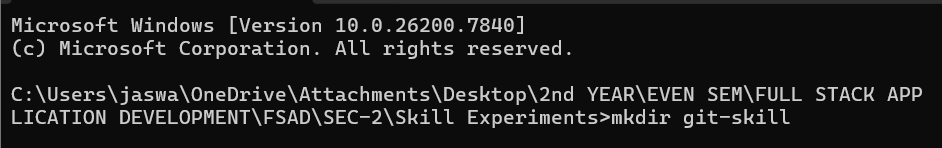 Microsoft Windows [Version 10.0.26200.7840]
(c) Microsoft Corporation. All rights reserved.

C:\Users\jaswa\OneDrive\Attachments\Desktop\2nd YEAR\EVEN SEM\FULL STACK APP
LICATION DEVELOPMENT\FSAD\SEC-2\Skill Experiments>mkdir git-skill